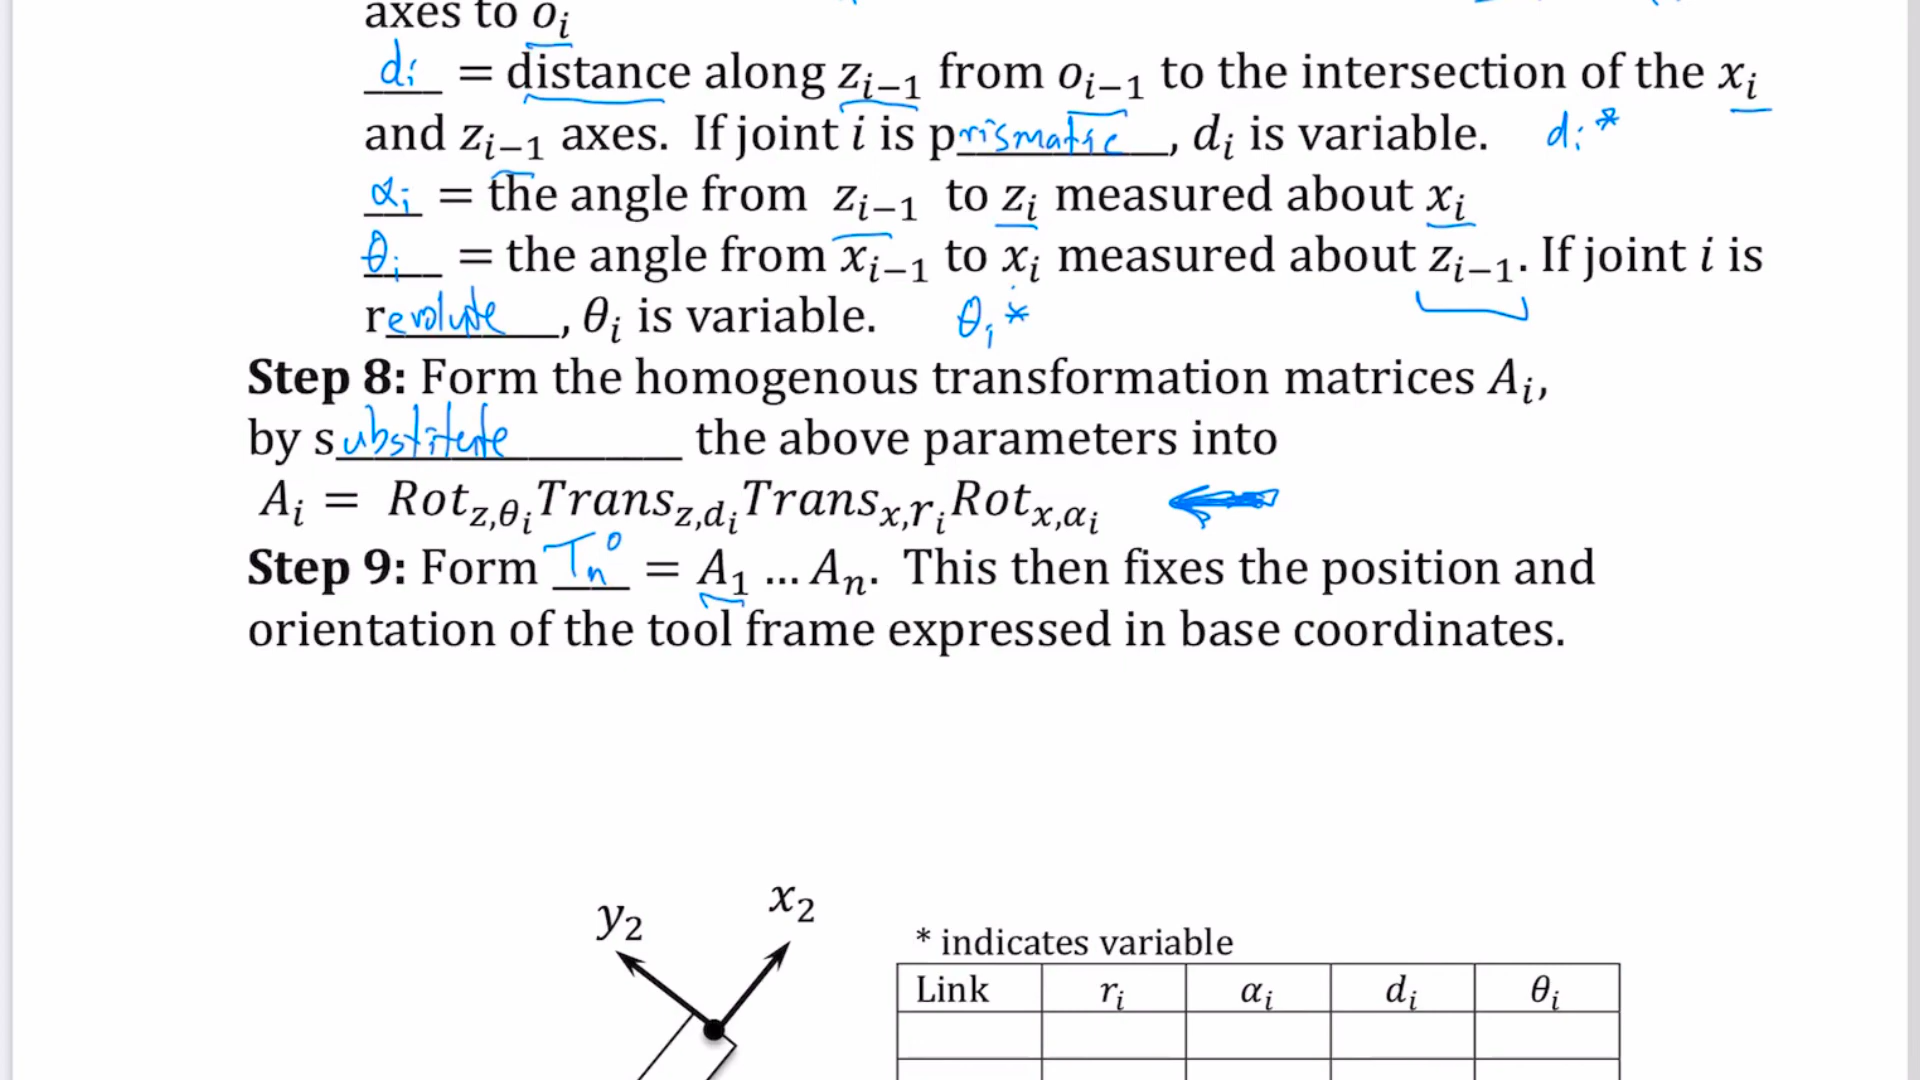 axes to oᵢ
dᵢ = distance along zᵢ₋₁ from oᵢ₋₁ to the intersection of the xᵢ
and zᵢ₋₁ axes. If joint i is prismatic, dᵢ is variable. dᵢ*
αᵢ = the angle from zᵢ₋₁ to zᵢ measured about xᵢ
θᵢ = the angle from xᵢ₋₁ to xᵢ measured about zᵢ₋₁. If joint i is
revolute, θᵢ is variable. θᵢ*
Step 8: Form the homogenous transformation matrices Aᵢ,
by substitute the above parameters into
Aᵢ = Rot_z,θᵢ Trans_z,dᵢ Trans_x,rᵢ Rot_x,αᵢ
Step 9: Form Tₙ⁰ = A₁ ... Aₙ. This then fixes the position and
orientation of the tool frame expressed in base coordinates.
y₂ x₂
* indicates variable
Link rᵢ αᵢ dᵢ θᵢ